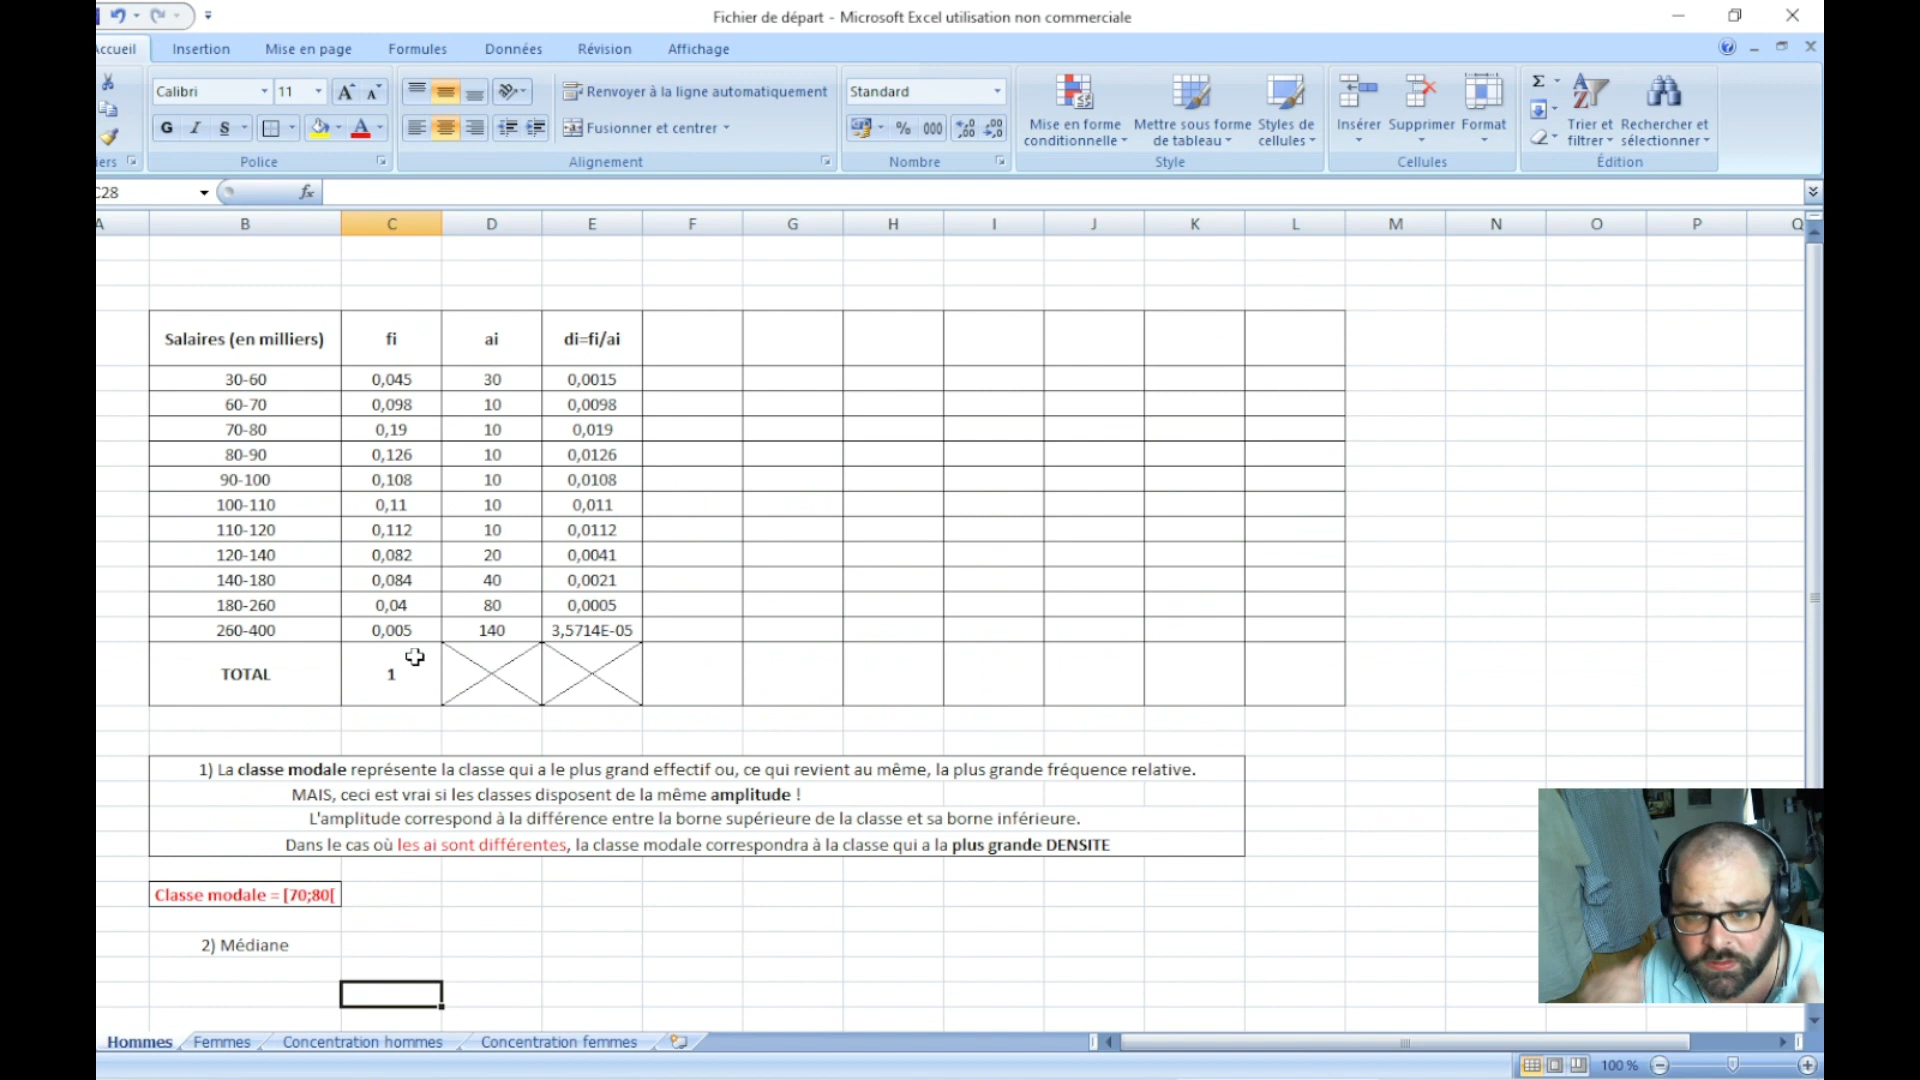 Fichier de départ - Microsoft Excel utilisation non commerciale
ccueil Insertion Mise en page Formules Données Révision Affichage
Calibri 11 Renvoyer à la ligne automatiquement Standard
G I S Fusionner et centrer % 000
Mise en forme conditionnelle Mettre sous forme de tableau Styles de cellules Insérer Supprimer Format Trier et filtrer Rechercher et sélectionner
iers Police Alignement Nombre Style Cellules Édition
C28 fx
A B C D E F G H I J K L M N O P Q
Salaires (en milliers) fi ai di=fi/ai
30-60 0,045 30 0,0015
60-70 0,098 10 0,0098
70-80 0,19 10 0,019
80-90 0,126 10 0,0126
90-100 0,108 10 0,0108
100-110 0,11 10 0,011
110-120 0,112 10 0,0112
120-140 0,082 20 0,0041
140-180 0,084 40 0,0021
180-260 0,04 80 0,0005
260-400 0,005 140 3,5714E-05
TOTAL 1
1) La classe modale représente la classe qui a le plus grand effectif ou, ce qui revient au même, la plus grande fréquence relative.
MAIS, ceci est vrai si les classes disposent de la même amplitude !
L'amplitude correspond à la différence entre la borne supérieure de la classe et sa borne inférieure.
Dans le cas où les ai sont différentes, la classe modale correspondra à la classe qui a la plus grande DENSITE
Classe modale = [70;80[
2) Médiane
Hommes Femmes Concentration hommes Concentration femmes
100 %